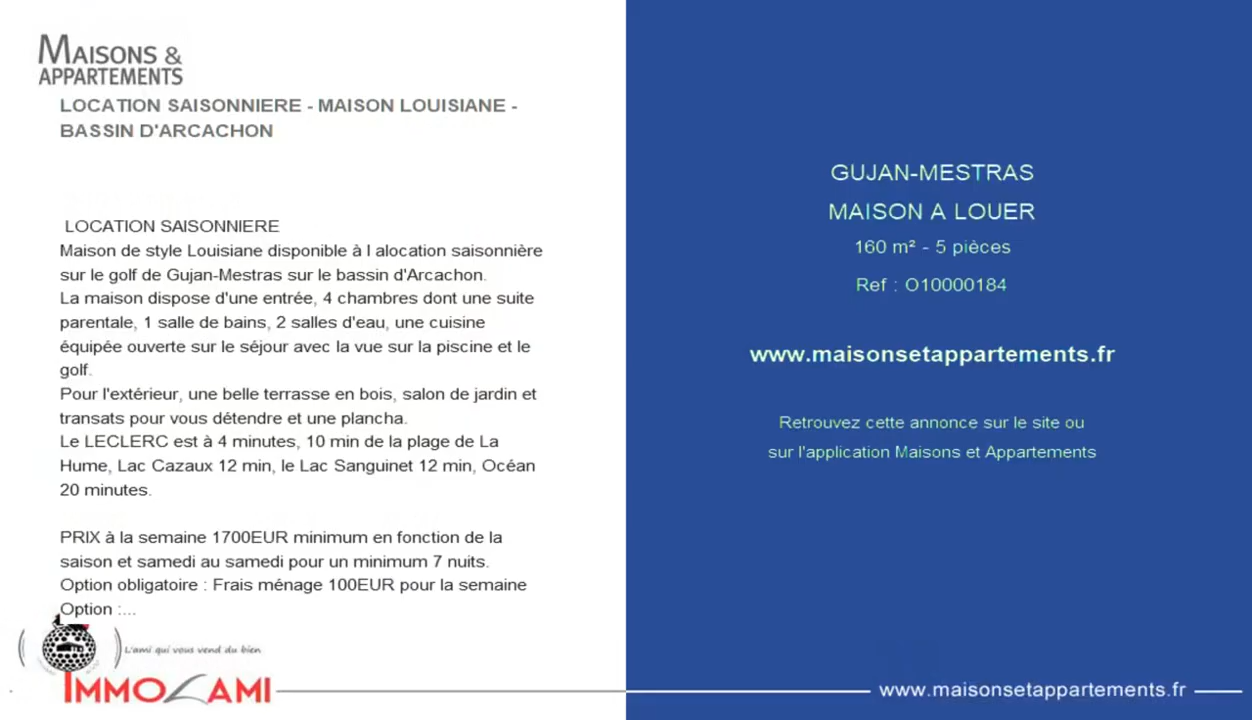 MAISONS &
APPARTEMENTS
LOCATION SAISONNIERE - MAISON LOUISIANE -
BASSIN D'ARCACHON
LOCATION SAISONNIERE
Maison de style Louisiane disponible à l alocation saisonnière
sur le golf de Gujan-Mestras sur le bassin d'Arcachon.
La maison dispose d'une entrée, 4 chambres dont une suite
parentale, 1 salle de bains, 2 salles d'eau, une cuisine
équipée ouverte sur le séjour avec la vue sur la piscine et le
golf.
Pour l'extérieur, une belle terrasse en bois, salon de jardin et
transats pour vous détendre et une plancha.
Le LECLERC est à 4 minutes, 10 min de la plage de La
Hume, Lac Cazaux 12 min, le Lac Sanguinet 12 min, Océan
20 minutes.
PRIX à la semaine 1700EUR minimum en fonction de la
saison et samedi au samedi pour un minimum 7 nuits.
Option obligatoire : Frais ménage 100EUR pour la semaine
Option :...
L'ami qui vous vend du bien
IMMOLAMI
GUJAN-MESTRAS
MAISON A LOUER
160 m² - 5 pièces
Ref : O10000184
www.maisonsetappartements.fr
Retrouvez cette annonce sur le site ou
sur l'application Maisons et Appartements
www.maisonsetappartements.fr